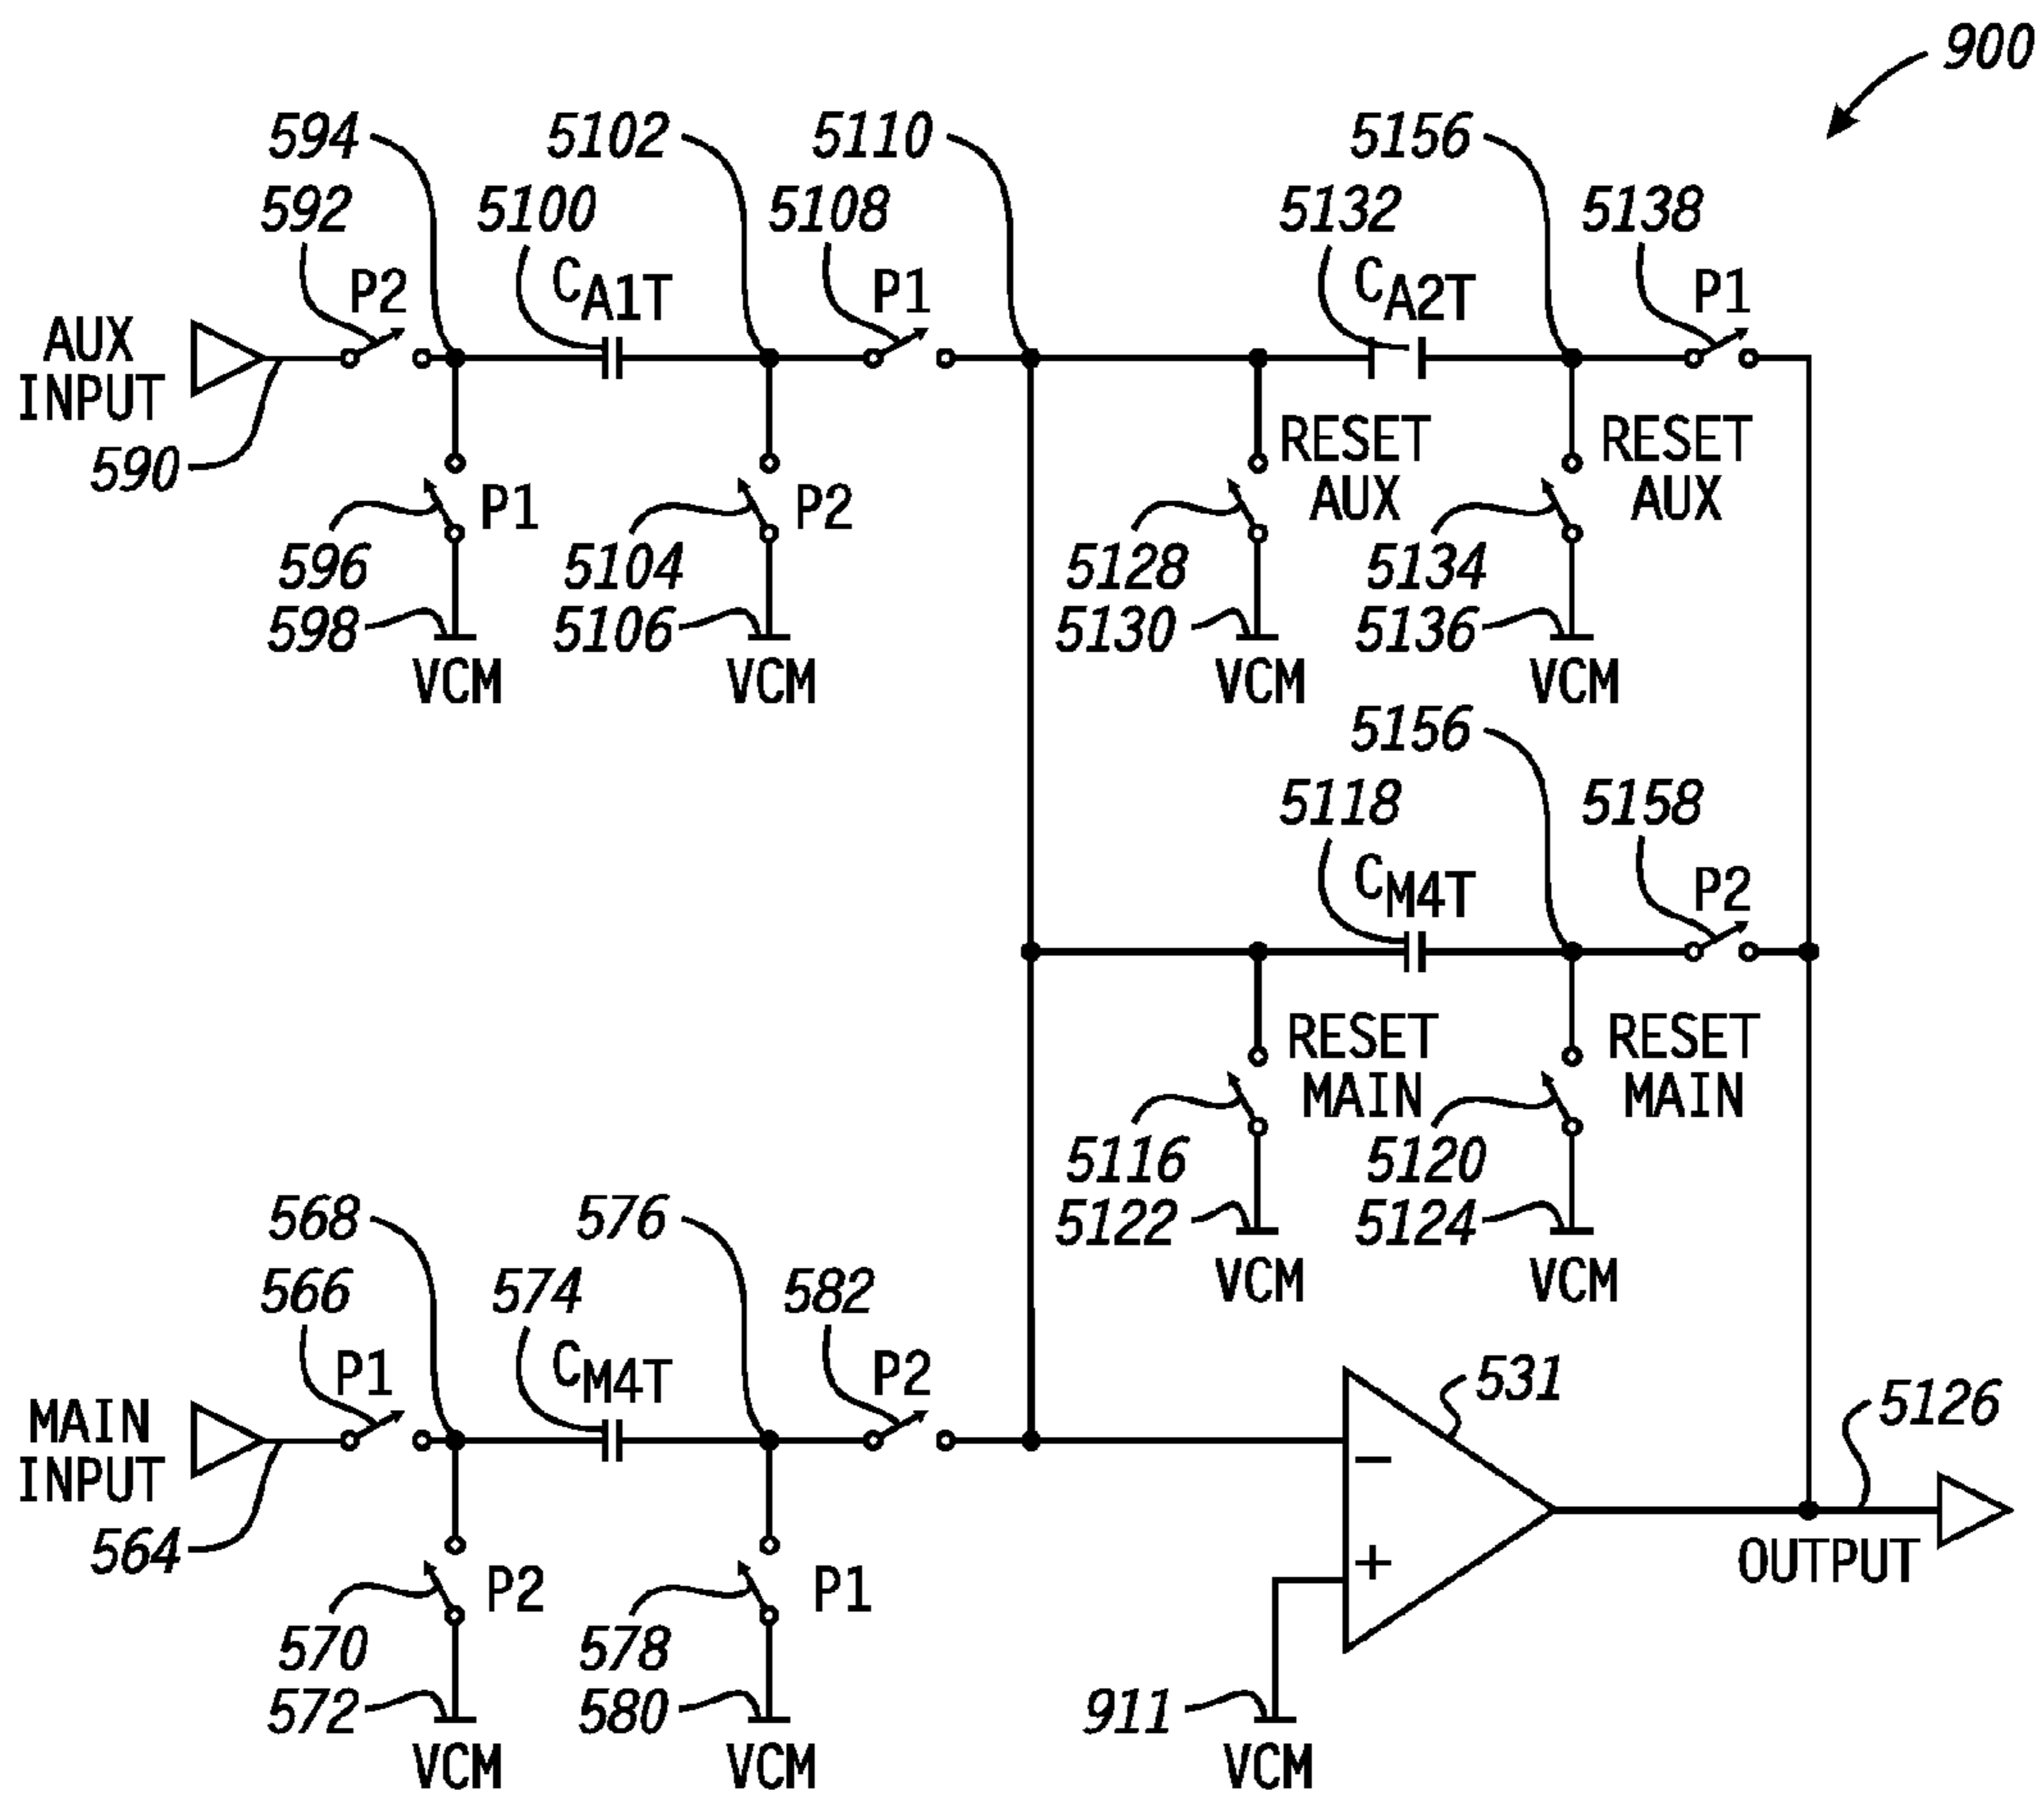 900
594
5102
5110
5156
592
5100
5108
5132
5138
P2
CA1T
P1
CA2T
P1
AUX
INPUT
590
RESET
AUX
RESET
AUX
P1
P2
596
5104
5128
5134
598
5106
5130
5136
VCM
VCM
VCM
VCM
5156
5118
5158
CM4T
P2
RESET
MAIN
RESET
MAIN
5116
5120
5122
5124
VCM
VCM
568
576
566
574
582
P1
CM4T
P2
531
5126
MAIN
INPUT
564
−
+
OUTPUT
P2
P1
570
578
572
580
911
VCM
VCM
VCM